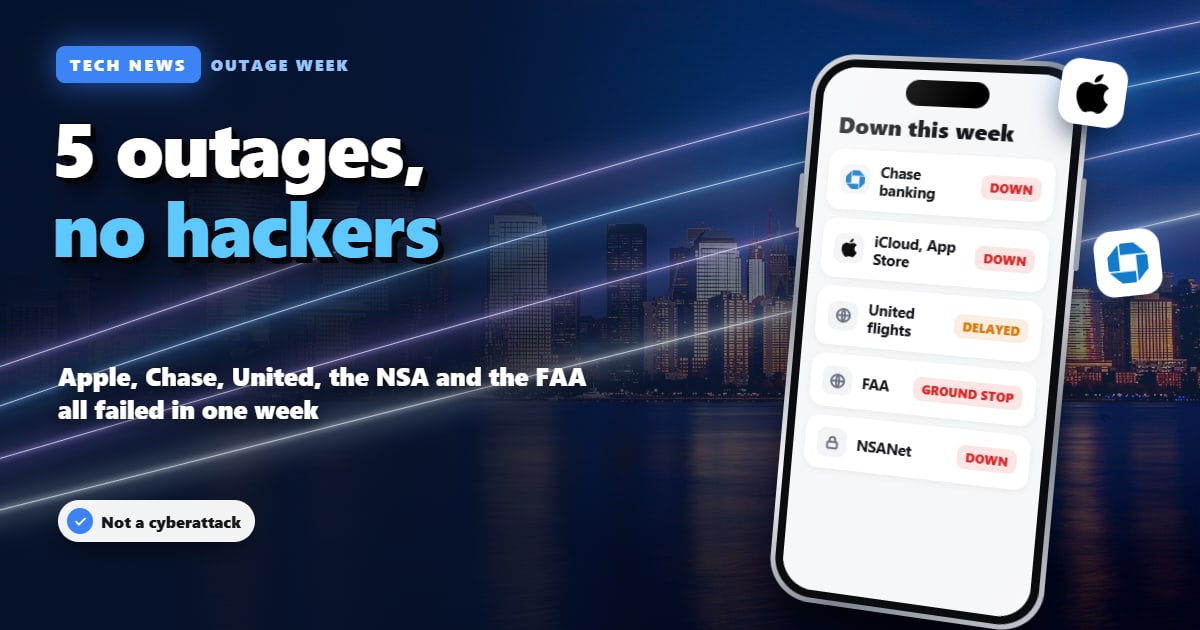 TECH NEWS
OUTAGE WEEK
5 outages,
no hackers
Apple, Chase, United, the NSA and the FAA
all failed in one week
Not a cyberattack
Down this week
Chase
banking
DOWN
iCloud, App
Store
DOWN
United
flights
DELAYED
FAA
GROUND STOP
NSANet
DOWN